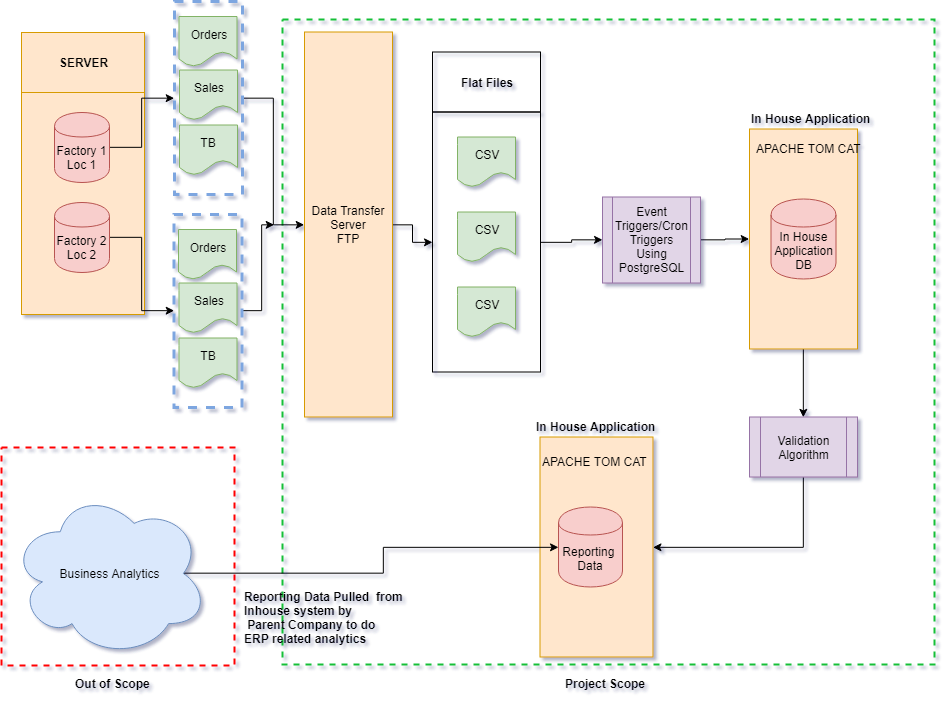 SERVER
Factory 1
Loc 1
Factory 2
Loc 2
Orders
Sales
TB
Orders
Sales
TB
Data Transfer
Server
FTP
Flat Files
CSV
CSV
CSV
Event
Triggers/Cron
Triggers
Using
PostgreSQL
In House Application
APACHE TOM CAT
In House
Application
DB
Validation
Algorithm
In House Application
APACHE TOM CAT
Reporting
Data
Business Analytics
Reporting Data Pulled from
Inhouse system by
Parent Company to do
ERP related analytics
Out of Scope
Project Scope